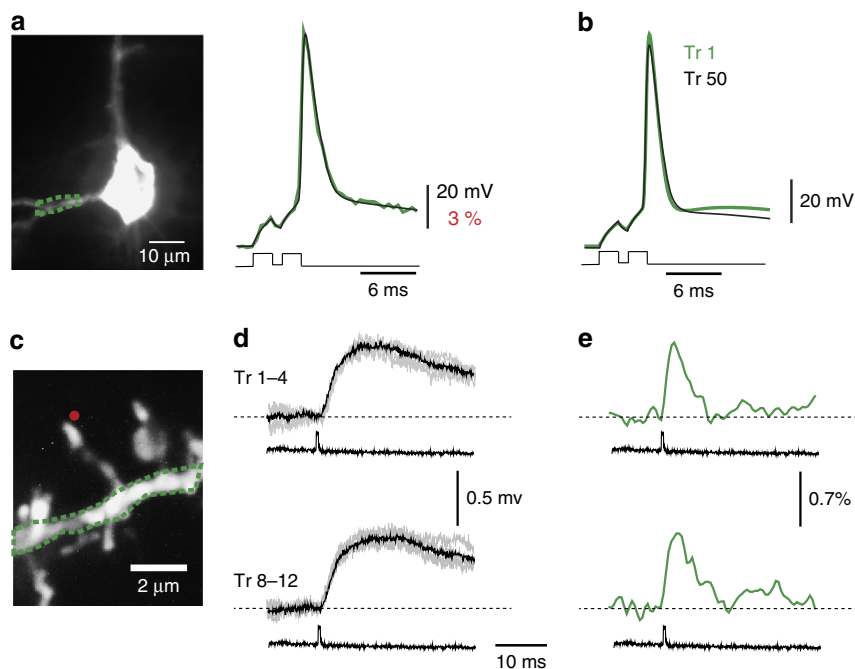 a
10 μm
20 mV
3 %
6 ms
b
Tr 1
Tr 50
20 mV
6 ms
c
2 μm
d
Tr 1–4
0.5 mv
Tr 8–12
10 ms
e
0.7%